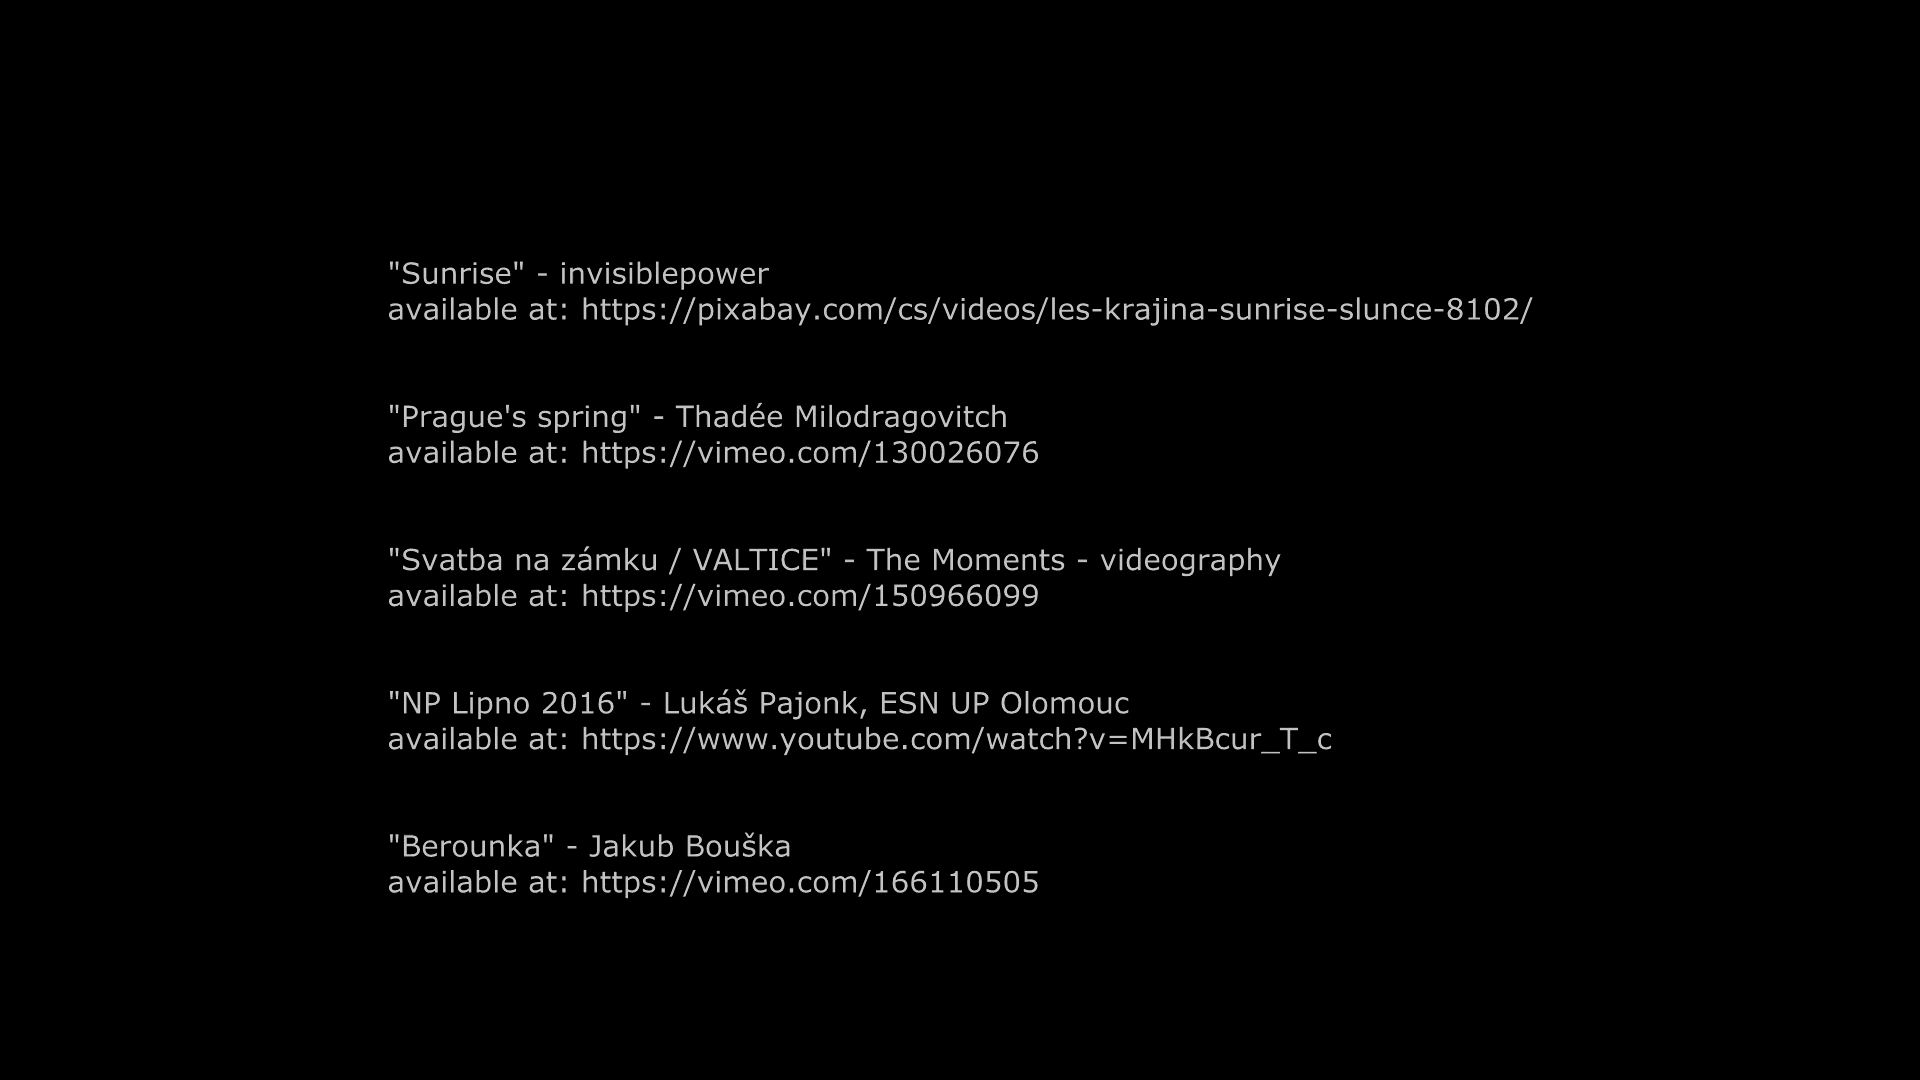 "Sunrise" - invisiblepower
available at: https://pixabay.com/cs/videos/les-krajina-sunrise-slunce-8102/
"Prague's spring" - Thadée Milodragovitch
available at: https://vimeo.com/130026076
"Svatba na zámku / VALTICE" - The Moments - videography
available at: https://vimeo.com/150966099
"NP Lipno 2016" - Lukáš Pajonk, ESN UP Olomouc
available at: https://www.youtube.com/watch?v=MHkBcur_T_c
"Berounka" - Jakub Bouška
available at: https://vimeo.com/166110505